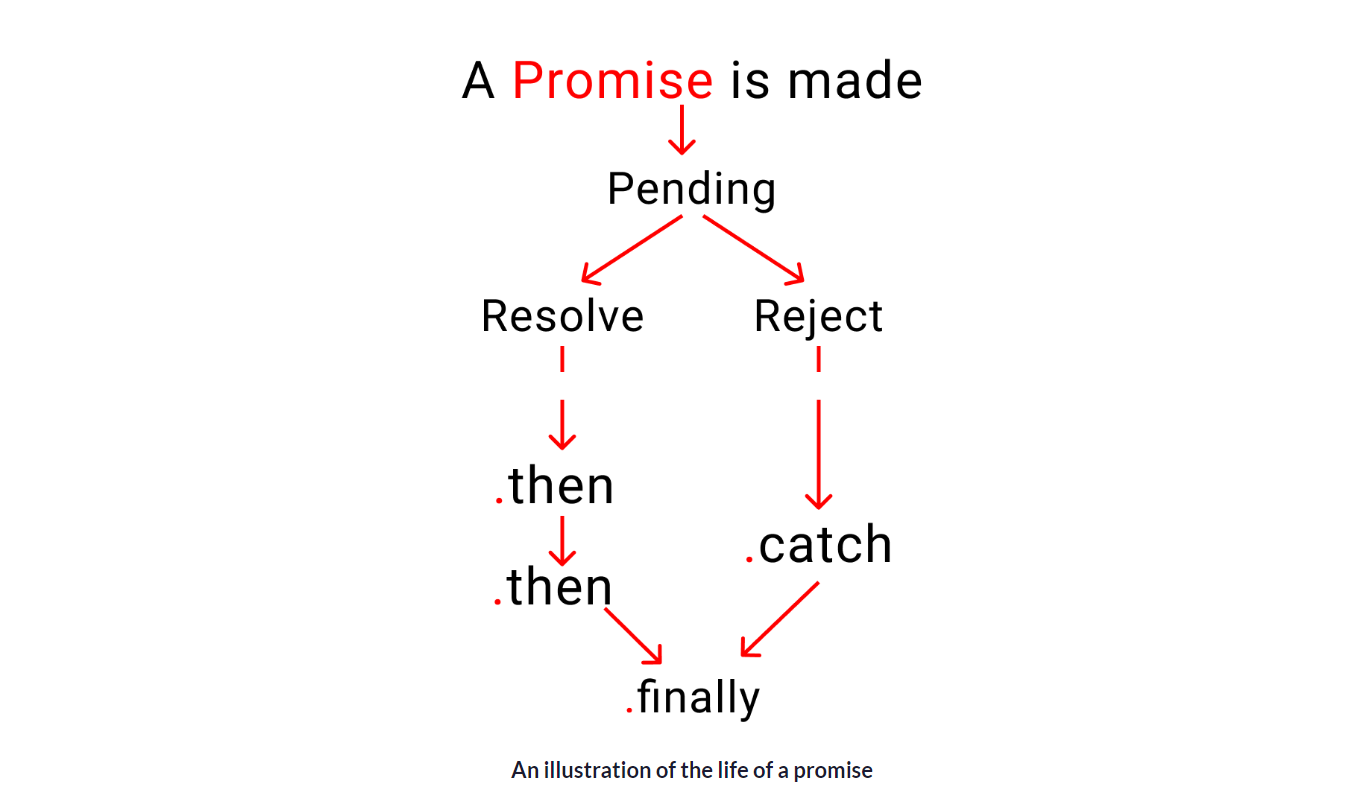 A Promise is made
Pending
Resolve Reject
.then
.catch
.then
.finally
An illustration of the life of a promise